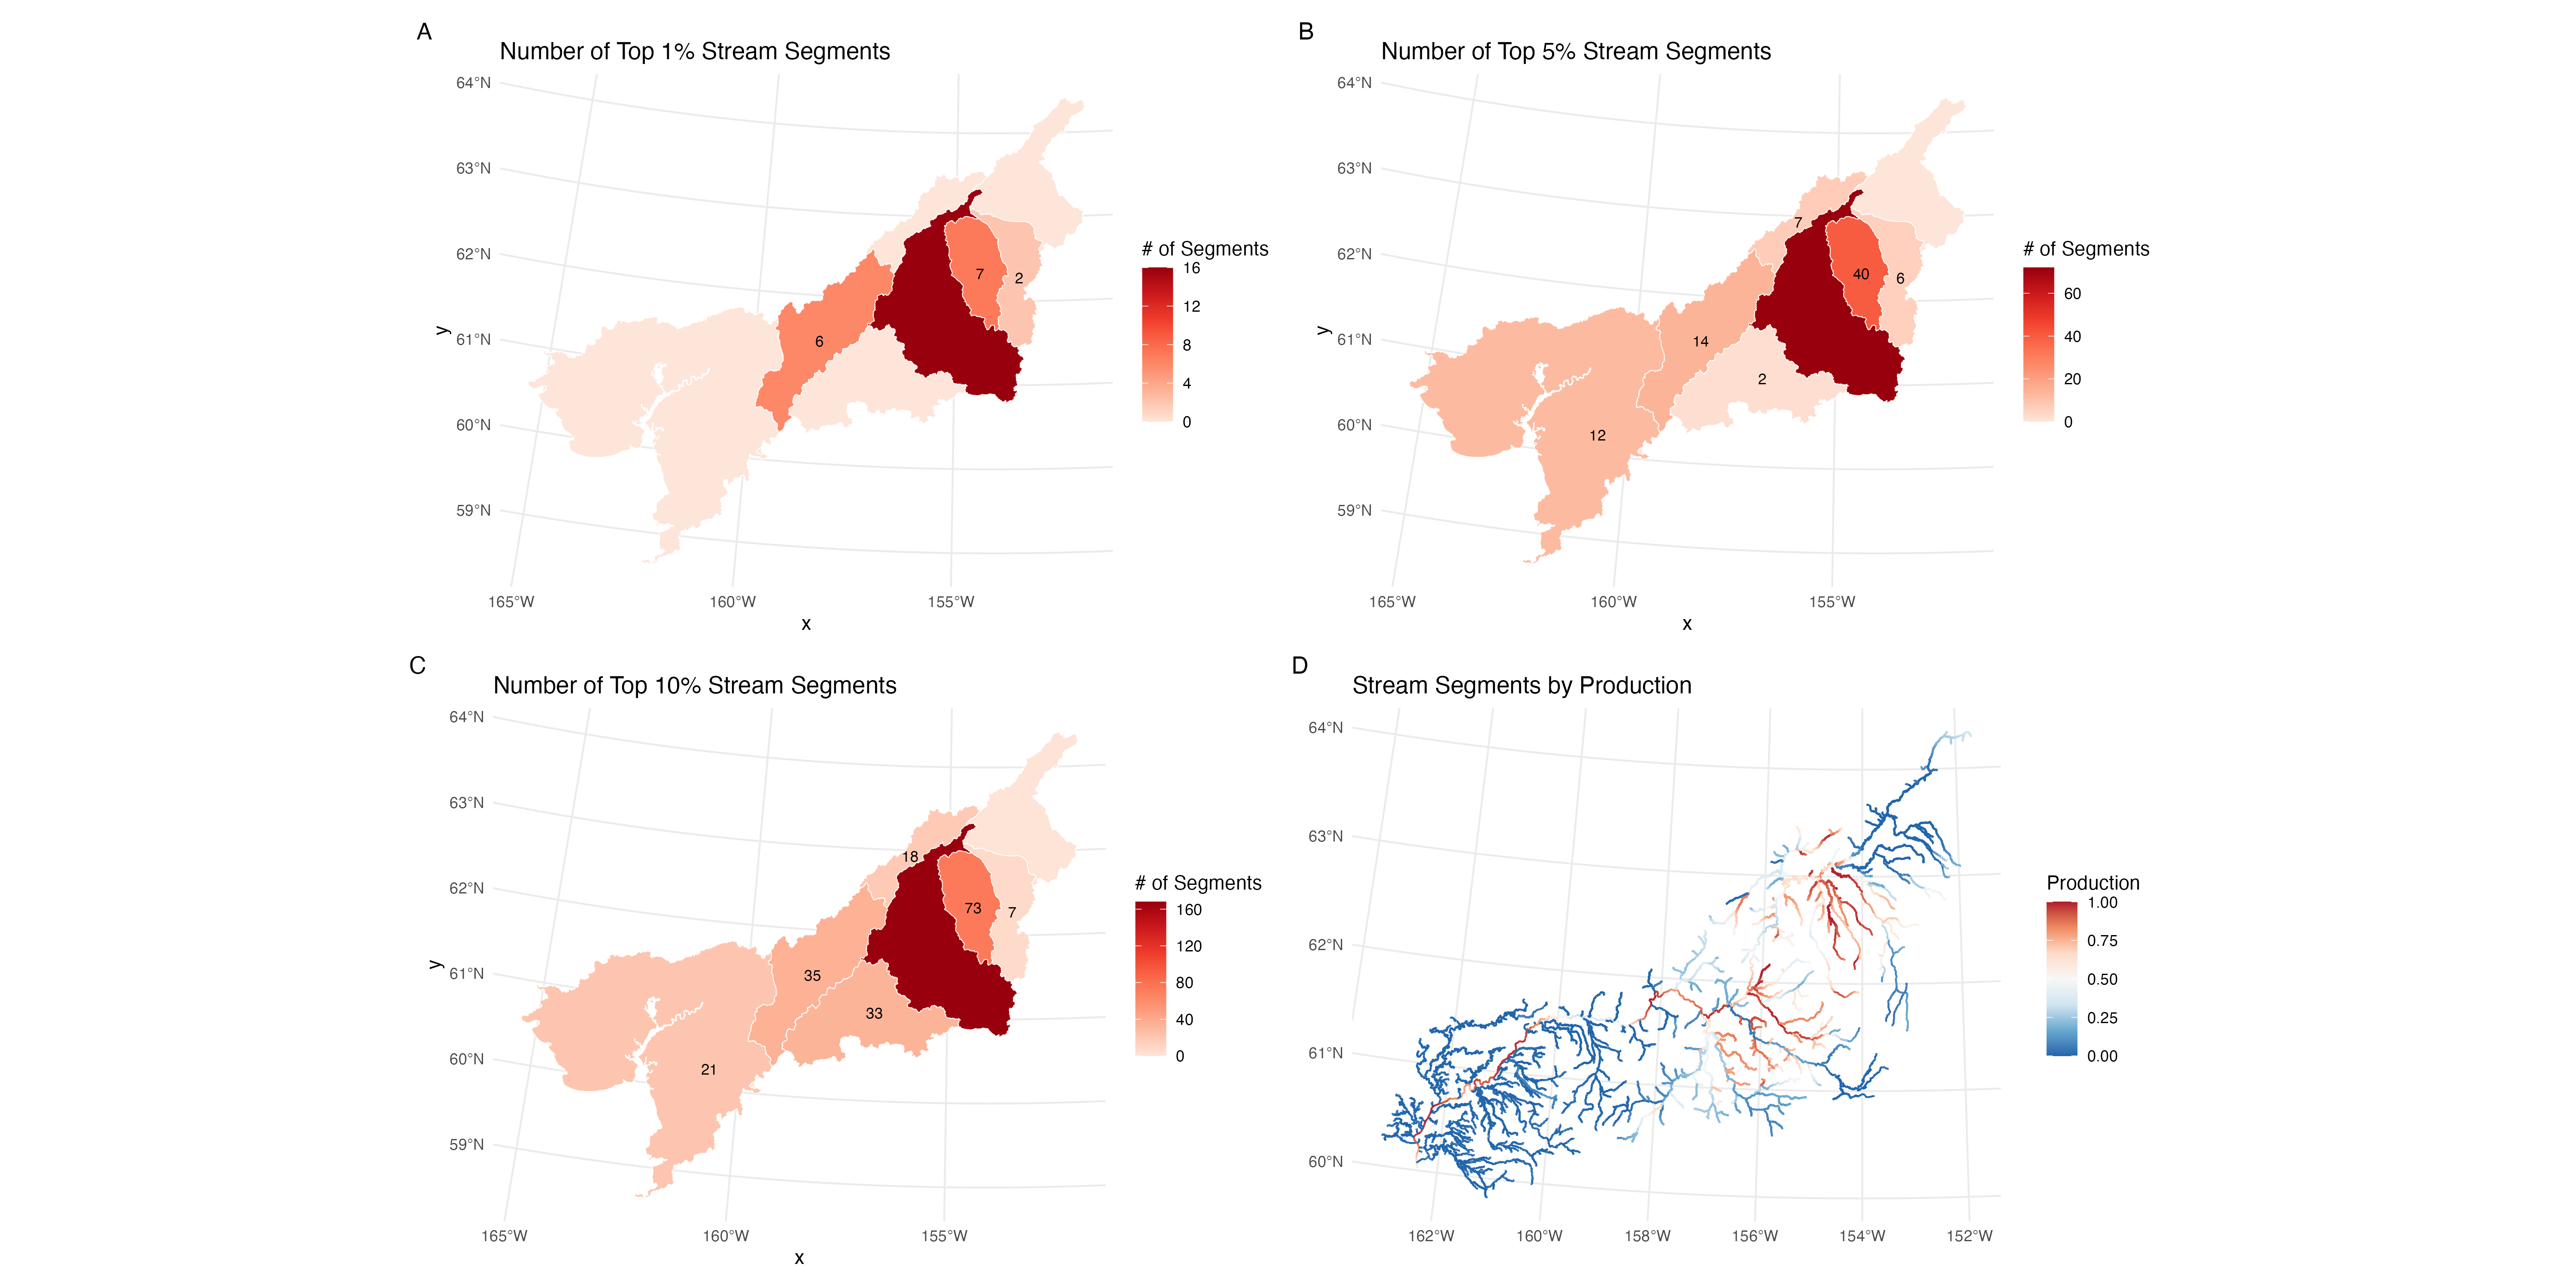 A
Number of Top 1% Stream Segments
64°N
63°N
62°N
61°N
60°N
59°N
y
165°W 160°W 155°W
x
7
2
6
# of Segments
16
12
8
4
0
B
Number of Top 5% Stream Segments
64°N
63°N
62°N
61°N
60°N
59°N
y
165°W 160°W 155°W
x
7
40
6
14
2
12
# of Segments
60
40
20
0
C
Number of Top 10% Stream Segments
64°N
63°N
62°N
61°N
60°N
59°N
y
165°W 160°W 155°W
x
18
73
7
35
33
21
# of Segments
160
120
80
40
0
D
Stream Segments by Production
64°N
63°N
62°N
61°N
60°N
162°W 160°W 158°W 156°W 154°W 152°W
Production
1.00
0.75
0.50
0.25
0.00